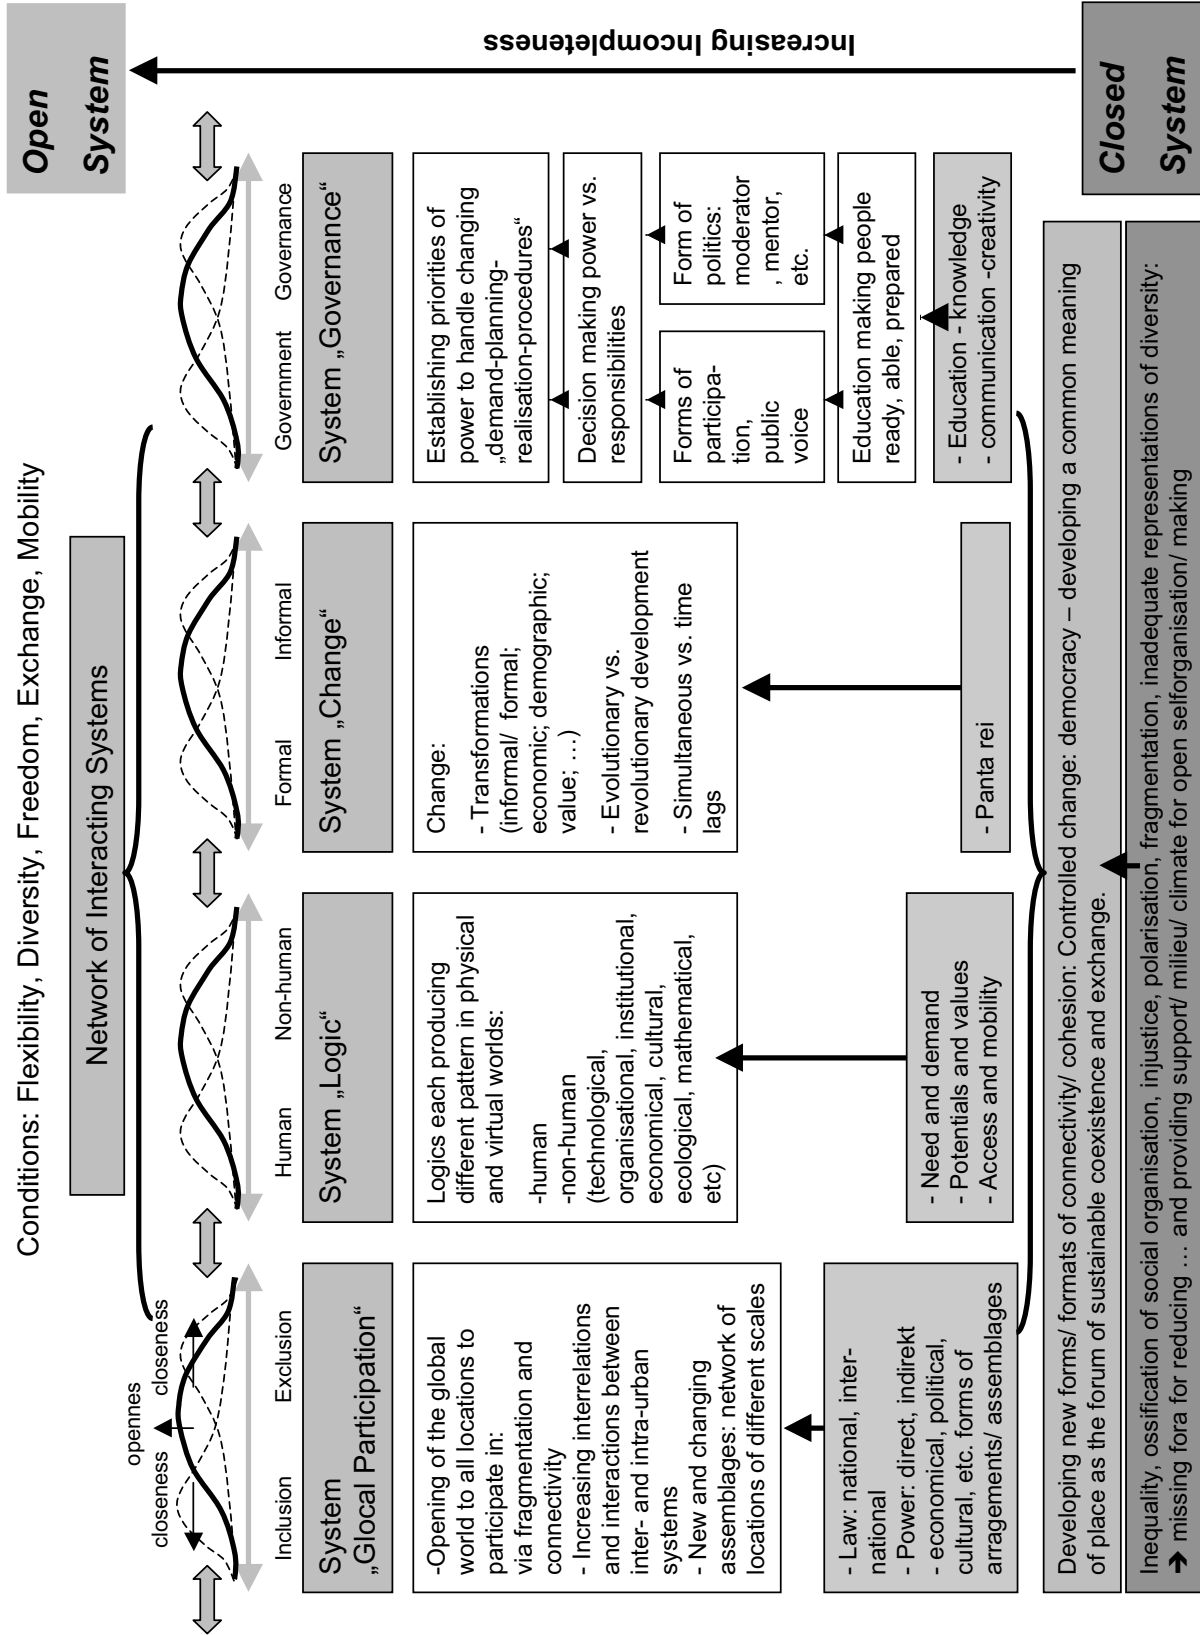 Conditions: Flexibility, Diversity, Freedom, Exchange, Mobility
Network of Interacting Systems
Open
System
Increasing Incompleteness
Closed
System
opennes
closeness
closeness
Inclusion
Exclusion
Human
Non-human
Formal
Informal
Government
Governance
System
„Glocal Participation“
-Opening of the global
world to all locations to
participate in:
via fragmentation and
connectivity
- Increasing interrelations
and interactions between
inter- and intra-urban
systems
- New and changing
assemblages: network of
locations of different scales
- Law: national, inter-
national
- Power: direct, indirekt
- economical, political,
cultural, etc. forms of
arragements/ assemblages
System „Logic“
Logics each producing
different pattern in physical
and virtual worlds:
-human
-non-human
(technological,
organisational, institutional,
economical, cultural,
ecological, mathematical,
etc)
- Need and demand
- Potentials and values
- Access and mobility
System „Change“
Change:
- Transformations
(informal/ formal;
economic; demographic;
value; …)
- Evolutionary vs.
revolutionary development
- Simultaneous vs. time
lags
- Panta rei
System „Governance“
Establishing priorities of
power to handle changing
„demand-planning-
realisation-procedures“
Decision making power vs.
responsibilities
Forms of
participa-
tion,
public
voice
Form of
politics:
moderator
, mentor,
etc.
Education making people
ready, able, prepared
- Education - knowledge
- communication -creativity
Developing new forms/ formats of connectivity/ cohesion: Controlled change: democracy – developing a common meaning
of place as the forum of sustainable coexistence and exchange.
Inequality, ossification of social organisation, injustice, polarisation, fragmentation, inadequate representations of diversity:
➔ missing fora for reducing … and providing support/ milieu/ climate for open selforganisation/ making